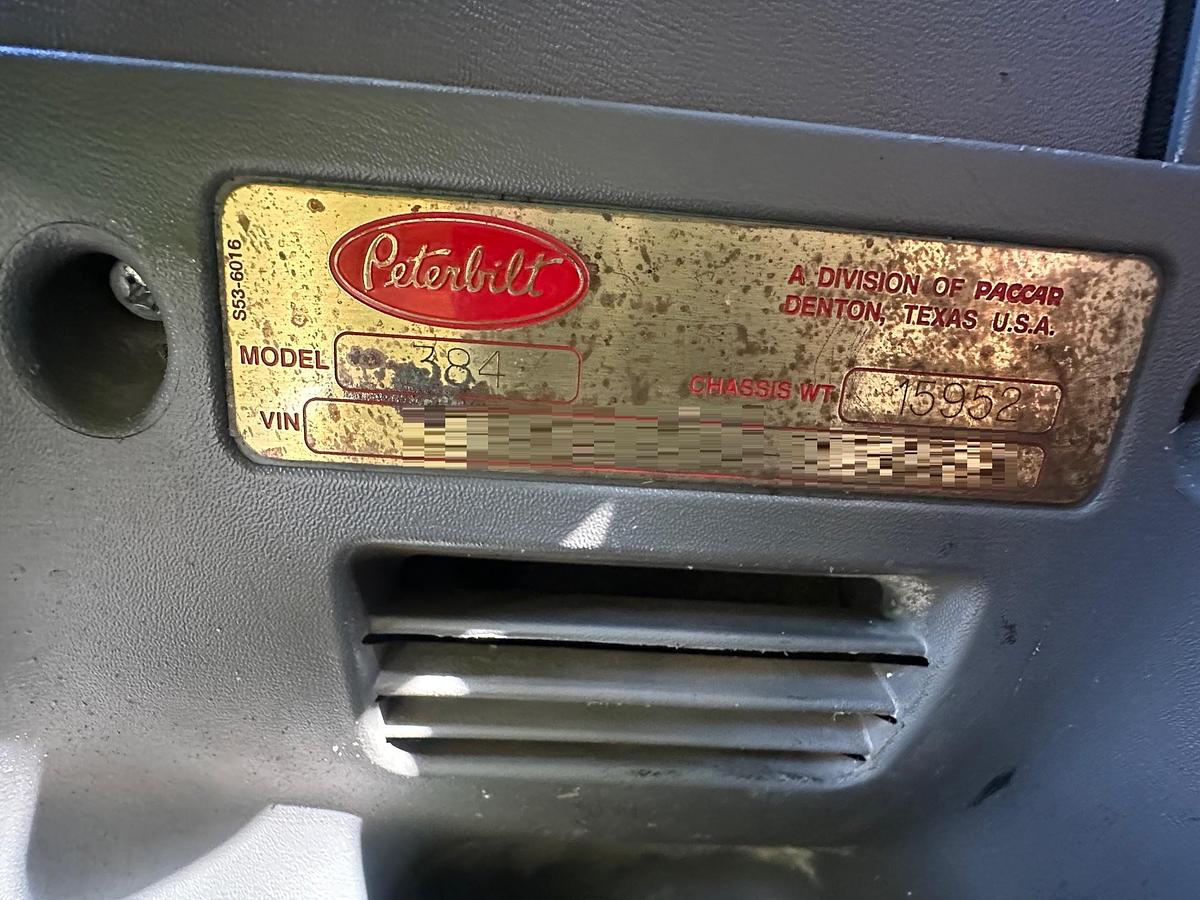 S53-6016
Peterbilt
A DIVISION OF PACCAR
DENTON, TEXAS U.S.A.
MODEL 384
CHASSIS WT 15952
VIN